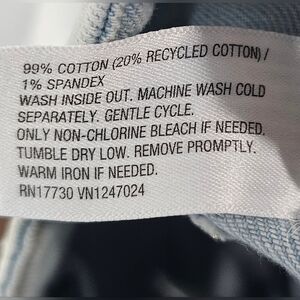 99% COTTON (20% RECYCLED COTTON) /
1% SPANDEX
WASH INSIDE OUT. MACHINE WASH COLD
SEPARATELY. GENTLE CYCLE.
ONLY NON-CHLORINE BLEACH IF NEEDED.
TUMBLE DRY LOW. REMOVE PROMPTLY.
WARM IRON IF NEEDED.
RN17730 VN1247024